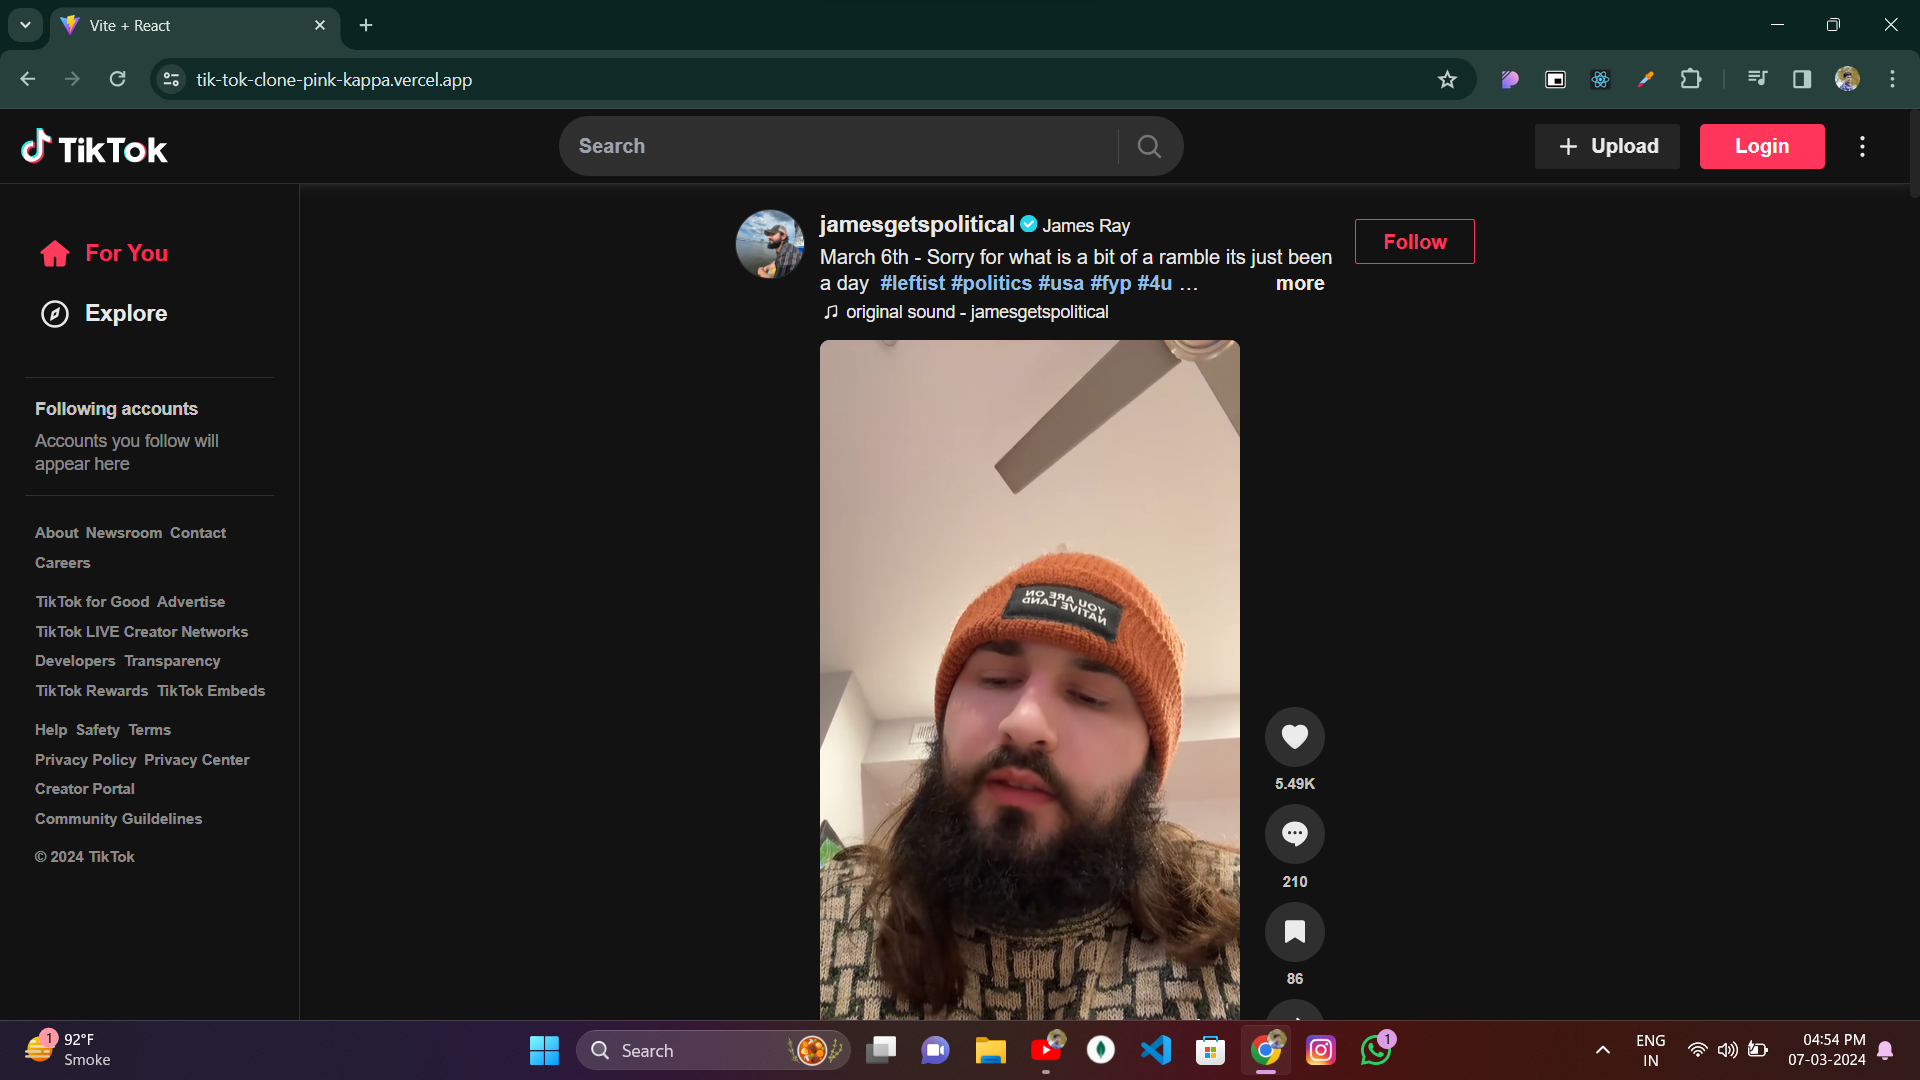 Vite + React
tik-tok-clone-pink-kappa.vercel.app
TikTok
Search
Upload
Login
For You
Explore
Following accounts
Accounts you follow will
appear here
About Newsroom Contact
Careers
TikTok for Good Advertise
TikTok LIVE Creator Networks
Developers Transparency
TikTok Rewards TikTok Embeds
Help Safety Terms
Privacy Policy Privacy Center
Creator Portal
Community Guildelines
© 2024 TikTok
jamesgetspolitical James Ray
Follow
March 6th - Sorry for what is a bit of a ramble its just been
a day #leftist #politics #usa #fyp #4u ... more
original sound - jamesgetspolitical
YOU ARE ON
NATIVE LAND
5.49K
210
86
1
92°F
Smoke
Search
1
ENG
IN
04:54 PM
07-03-2024